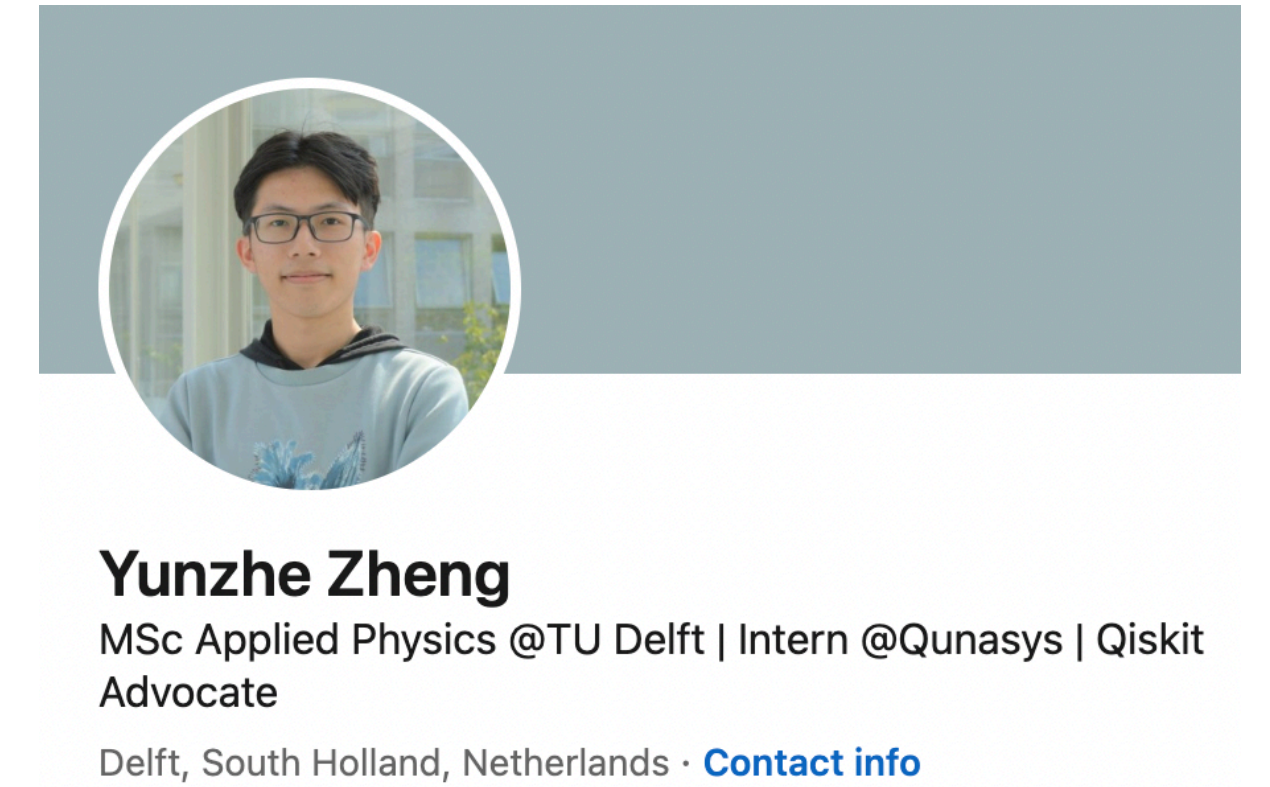 Yunzhe Zheng
MSc Applied Physics @TU Delft | Intern @Qunasys | Qiskit
Advocate
Delft, South Holland, Netherlands · Contact info